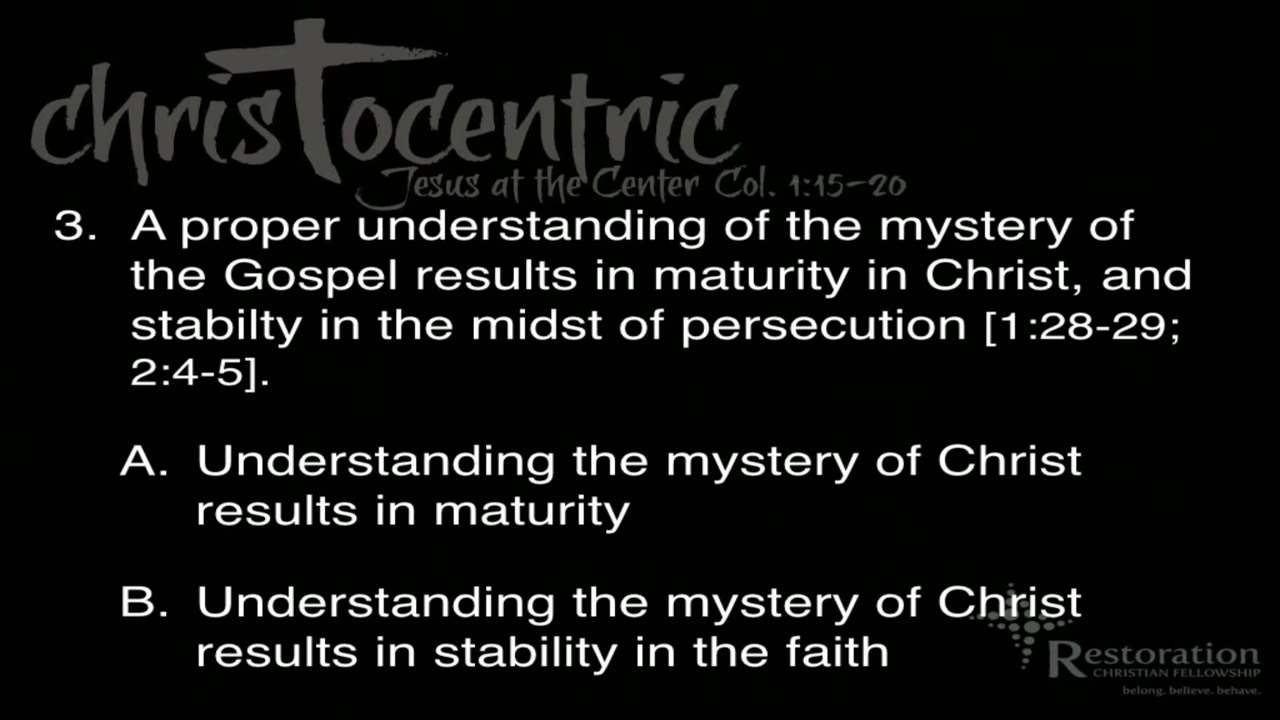 chrisTocentric
Jesus at the Center Col. 1:15-20
3. A proper understanding of the mystery of
the Gospel results in maturity in Christ, and
stabilty in the midst of persecution [1:28-29;
2:4-5].
A. Understanding the mystery of Christ
results in maturity
B. Understanding the mystery of Christ
results in stability in the faith
Restoration
CHRISTIAN FELLOWSHIP
belong. believe. behave.